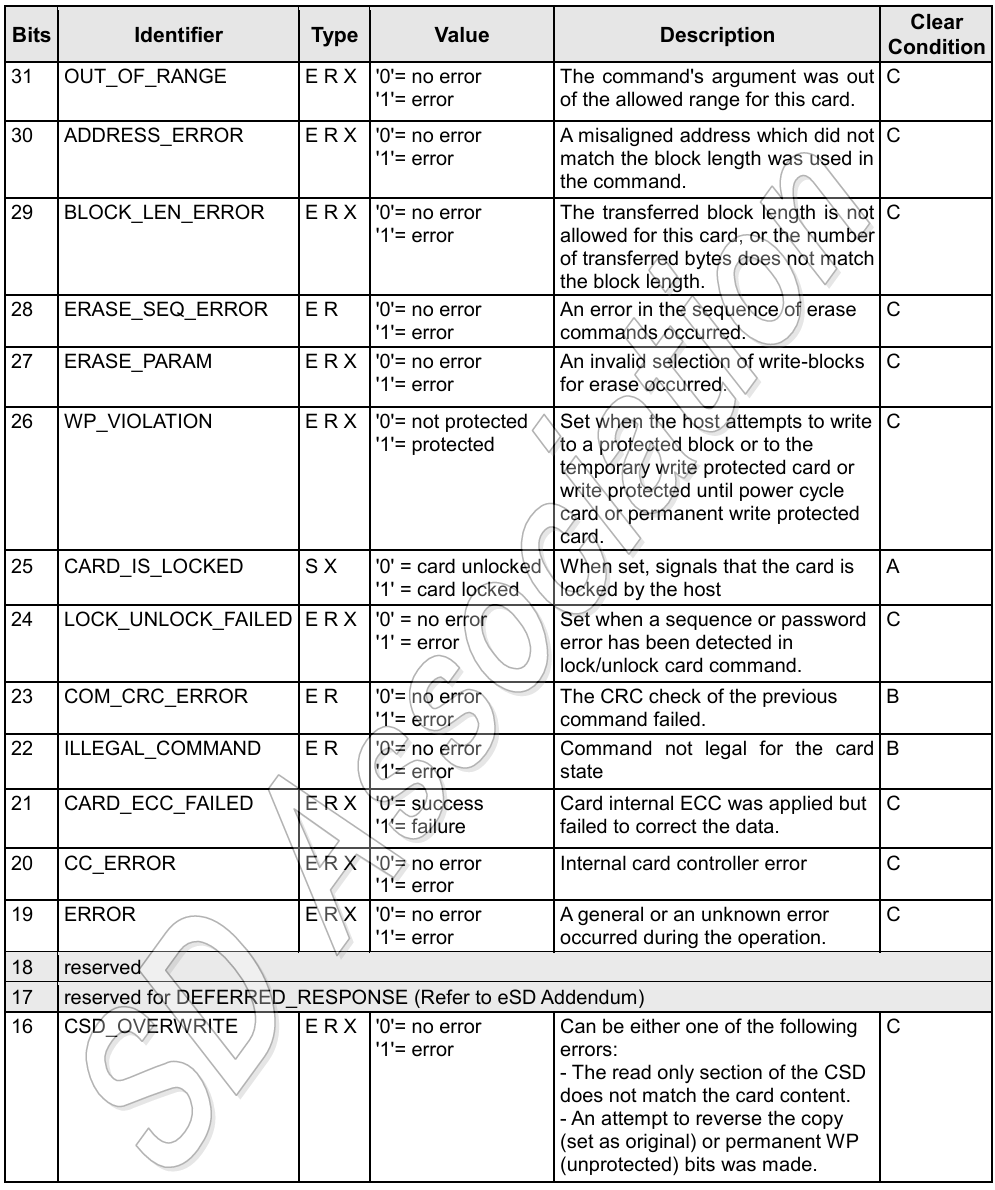 Bits Identifier Type Value Description Clear Condition
31 OUT_OF_RANGE E R X '0'= no error The command's argument was out C
'1'= error of the allowed range for this card.
30 ADDRESS_ERROR E R X '0'= no error A misaligned address which did not C
'1'= error match the block length was used in
the command.
29 BLOCK_LEN_ERROR E R X '0'= no error The transferred block length is not C
'1'= error allowed for this card, or the number
of transferred bytes does not match
the block length.
28 ERASE_SEQ_ERROR E R '0'= no error An error in the sequence of erase C
'1'= error commands occurred.
27 ERASE_PARAM E R X '0'= no error An invalid selection of write-blocks C
'1'= error for erase occurred.
26 WP_VIOLATION E R X '0'= not protected Set when the host attempts to write C
'1'= protected to a protected block or to the
temporary write protected card or
write protected until power cycle
card or permanent write protected
card.
25 CARD_IS_LOCKED S X '0' = card unlocked When set, signals that the card is A
'1' = card locked locked by the host
24 LOCK_UNLOCK_FAILED E R X '0' = no error Set when a sequence or password C
'1' = error error has been detected in
lock/unlock card command.
23 COM_CRC_ERROR E R '0'= no error The CRC check of the previous B
'1'= error command failed.
22 ILLEGAL_COMMAND E R '0'= no error Command not legal for the card B
'1'= error state
21 CARD_ECC_FAILED E R X '0'= success Card internal ECC was applied but C
'1'= failure failed to correct the data.
20 CC_ERROR E R X '0'= no error Internal card controller error C
'1'= error
19 ERROR E R X '0'= no error A general or an unknown error C
'1'= error occurred during the operation.
18 reserved
17 reserved for DEFERRED_RESPONSE (Refer to eSD Addendum)
16 CSD_OVERWRITE E R X '0'= no error Can be either one of the following C
'1'= error errors:
- The read only section of the CSD
does not match the card content.
- An attempt to reverse the copy
(set as original) or permanent WP
(unprotected) bits was made.
SD Association